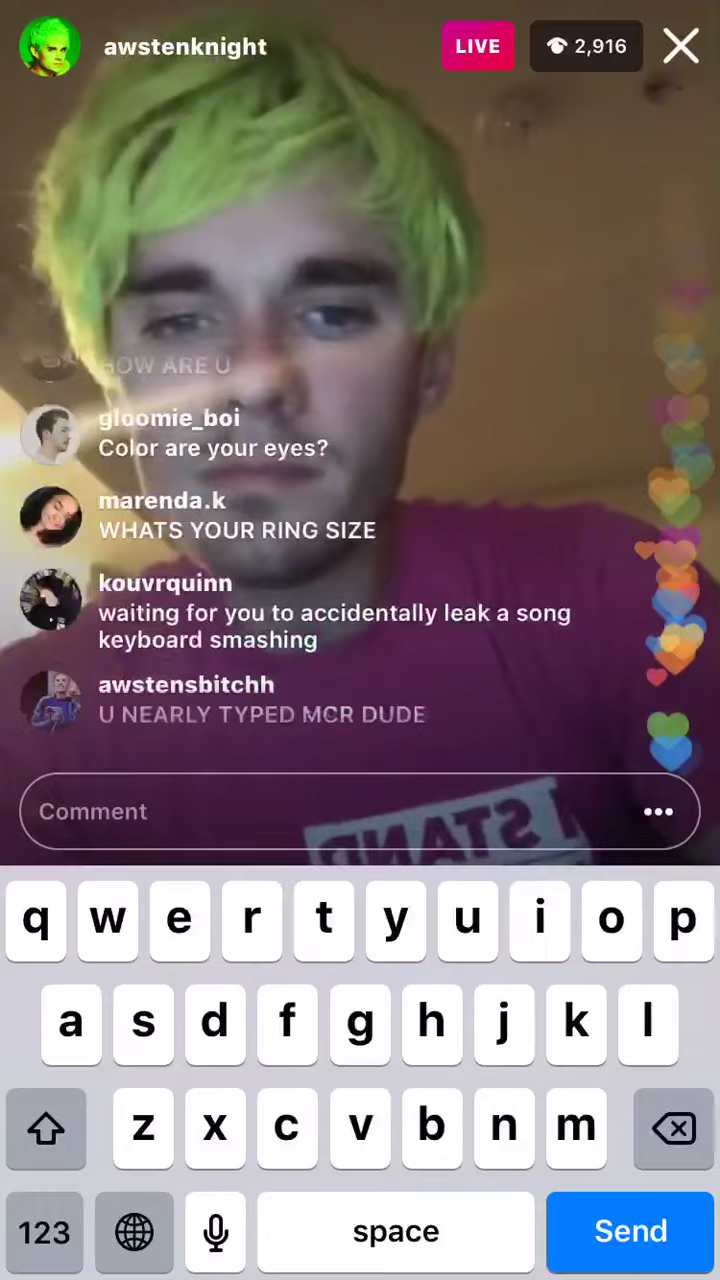 awstenknight
LIVE
2,916
HOW ARE U
gloomie_boi
Color are your eyes?
marenda.k
WHATS YOUR RING SIZE
kouvrquinn
waiting for you to accidentally leak a song
keyboard smashing
awstensbitchh
U NEARLY TYPED MCR DUDE
I STAND
Comment
q w e r t y u i o p
a s d f g h j k l
z x c v b n m
123 space Send